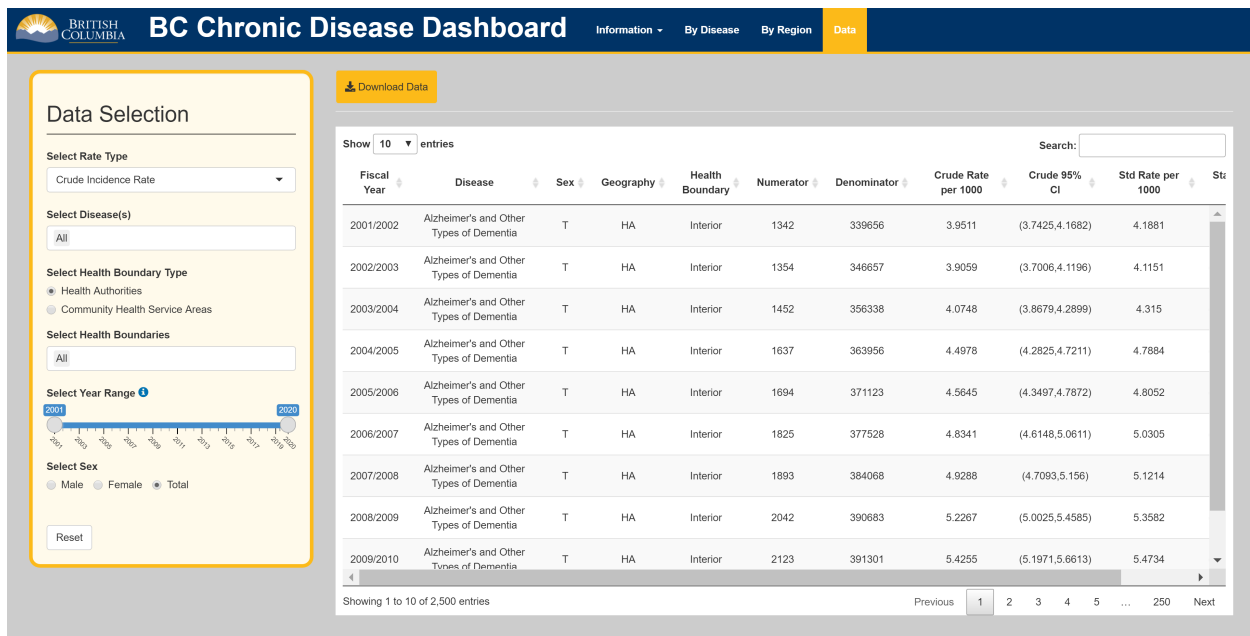 BRITISH
COLUMBIA
BC Chronic Disease Dashboard
Information
By Disease
By Region
Data
Data Selection
Select Rate Type
Crude Incidence Rate
Select Disease(s)
All
Select Health Boundary Type
Health Authorities
Community Health Service Areas
Select Health Boundaries
All
Select Year Range
2001 2020
2001 2003 2005 2007 2009 2011 2013 2015 2017 2019 2020
Select Sex
Male Female Total
Reset
Download Data
Show 10 entries
Search:
Fiscal Year Disease Sex Geography Health Boundary Numerator Denominator Crude Rate per 1000 Crude 95% CI Std Rate per 1000 Sta
2001/2002 Alzheimer's and Other Types of Dementia T HA Interior 1342 339656 3.9511 (3.7425,4.1682) 4.1881
2002/2003 Alzheimer's and Other Types of Dementia T HA Interior 1354 346657 3.9059 (3.7006,4.1196) 4.1151
2003/2004 Alzheimer's and Other Types of Dementia T HA Interior 1452 356338 4.0748 (3.8679,4.2899) 4.315
2004/2005 Alzheimer's and Other Types of Dementia T HA Interior 1637 363956 4.4978 (4.2825,4.7211) 4.7884
2005/2006 Alzheimer's and Other Types of Dementia T HA Interior 1694 371123 4.5645 (4.3497,4.7872) 4.8052
2006/2007 Alzheimer's and Other Types of Dementia T HA Interior 1825 377528 4.8341 (4.6148,5.0611) 5.0305
2007/2008 Alzheimer's and Other Types of Dementia T HA Interior 1893 384068 4.9288 (4.7093,5.156) 5.1214
2008/2009 Alzheimer's and Other Types of Dementia T HA Interior 2042 390683 5.2267 (5.0025,5.4585) 5.3582
2009/2010 Alzheimer's and Other Types of Dementia T HA Interior 2123 391301 5.4255 (5.1971,5.6613) 5.4734
Showing 1 to 10 of 2,500 entries
Previous 1 2 3 4 5 … 250 Next